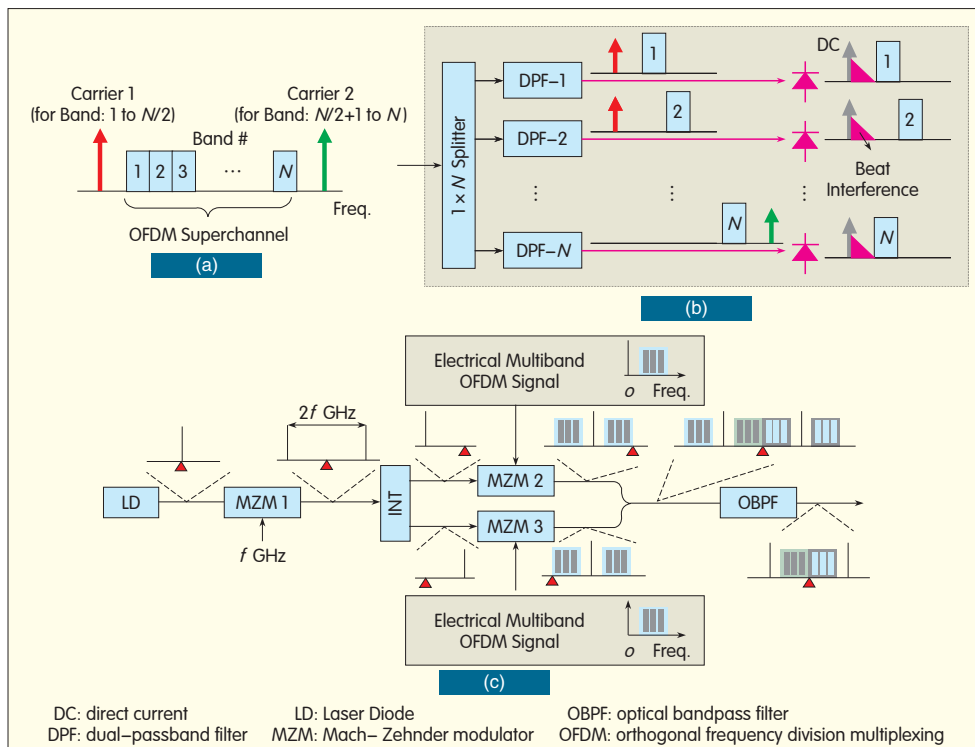 Carrier 1
(for Band: 1 to N/2)
Carrier 2
(for Band: N/2+1 to N)
Band #
1 2 3 ... N
Freq.
OFDM Superchannel
(a)
1 × N Splitter
DPF-1
1
DC
1
DPF-2
2
2
Beat
Interference
DPF-N
N
N
(b)
Electrical Multiband
OFDM Signal
o Freq.
2f GHz
LD
MZM 1
f GHz
INT
MZM 2
MZM 3
OBPF
Electrical Multiband
OFDM Signal
o Freq.
(c)
DC: direct current
LD: Laser Diode
OBPF: optical bandpass filter
DPF: dual-passband filter
MZM: Mach- Zehnder modulator
OFDM: orthogonal frequency division multiplexing